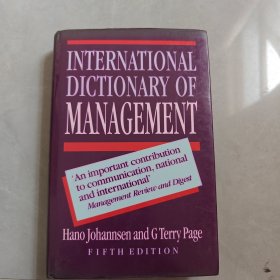 INTERNATIONAL
DICTIONARY OF
MANAGEMENT
'An important contribution
to communication, national
and international'
Management Review and Digest
Hano Johannsen and G Terry Page
FIFTH EDITION